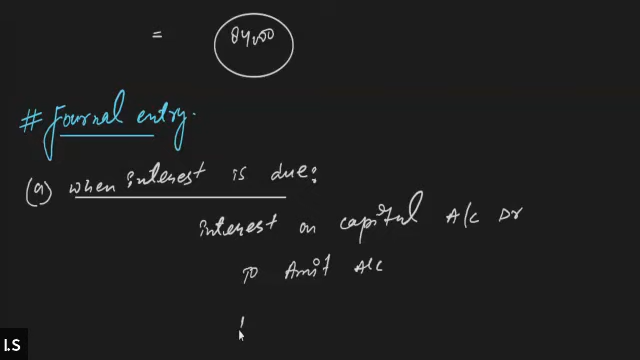 = 84,000
# Journal entry.
(a) when interest is due:
interest on capital A/c Dr
To Amit A/c
I.S